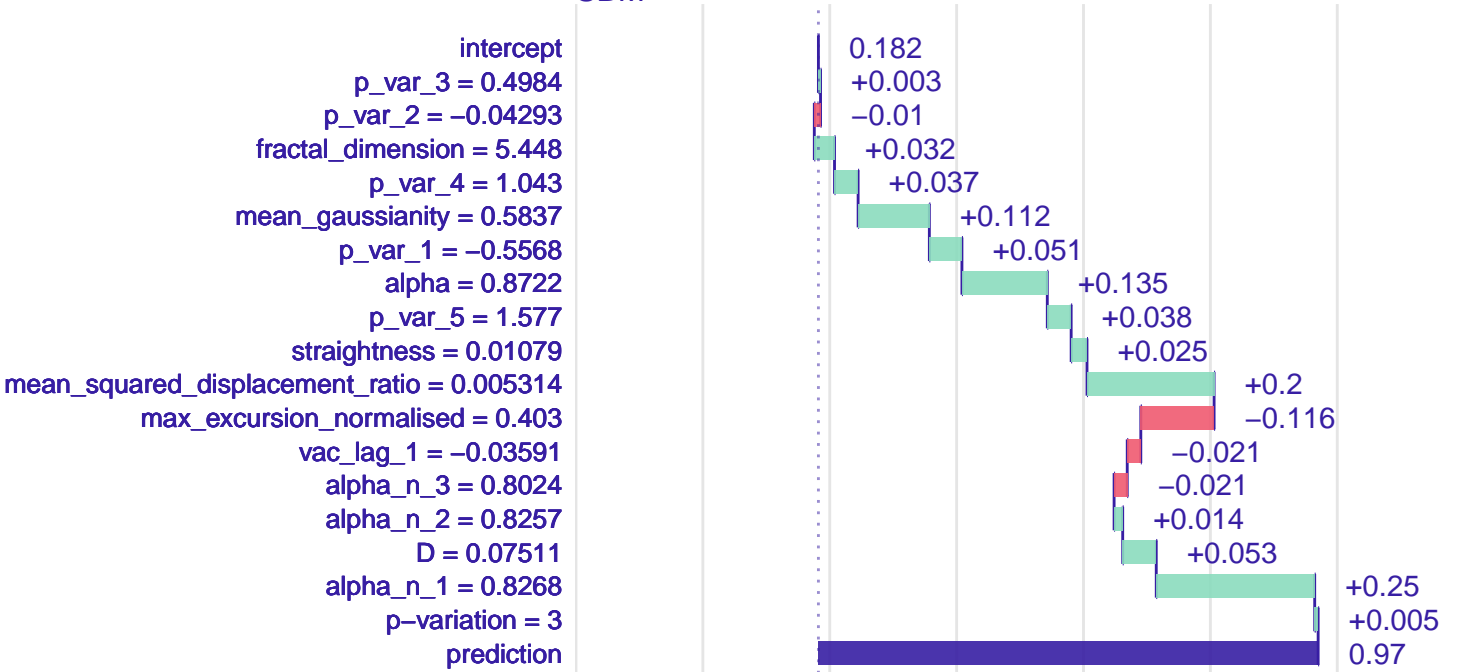 intercept 0.182
p_var_3 = 0.4984 +0.003
p_var_2 = −0.04293 −0.01
fractal_dimension = 5.448 +0.032
p_var_4 = 1.043 +0.037
mean_gaussianity = 0.5837 +0.112
p_var_1 = −0.5568 +0.051
alpha = 0.8722 +0.135
p_var_5 = 1.577 +0.038
straightness = 0.01079 +0.025
mean_squared_displacement_ratio = 0.005314 +0.2
max_excursion_normalised = 0.403 −0.116
vac_lag_1 = −0.03591 −0.021
alpha_n_3 = 0.8024 −0.021
alpha_n_2 = 0.8257 +0.014
D = 0.07511 +0.053
alpha_n_1 = 0.8268 +0.25
p−variation = 3 +0.005
prediction 0.97